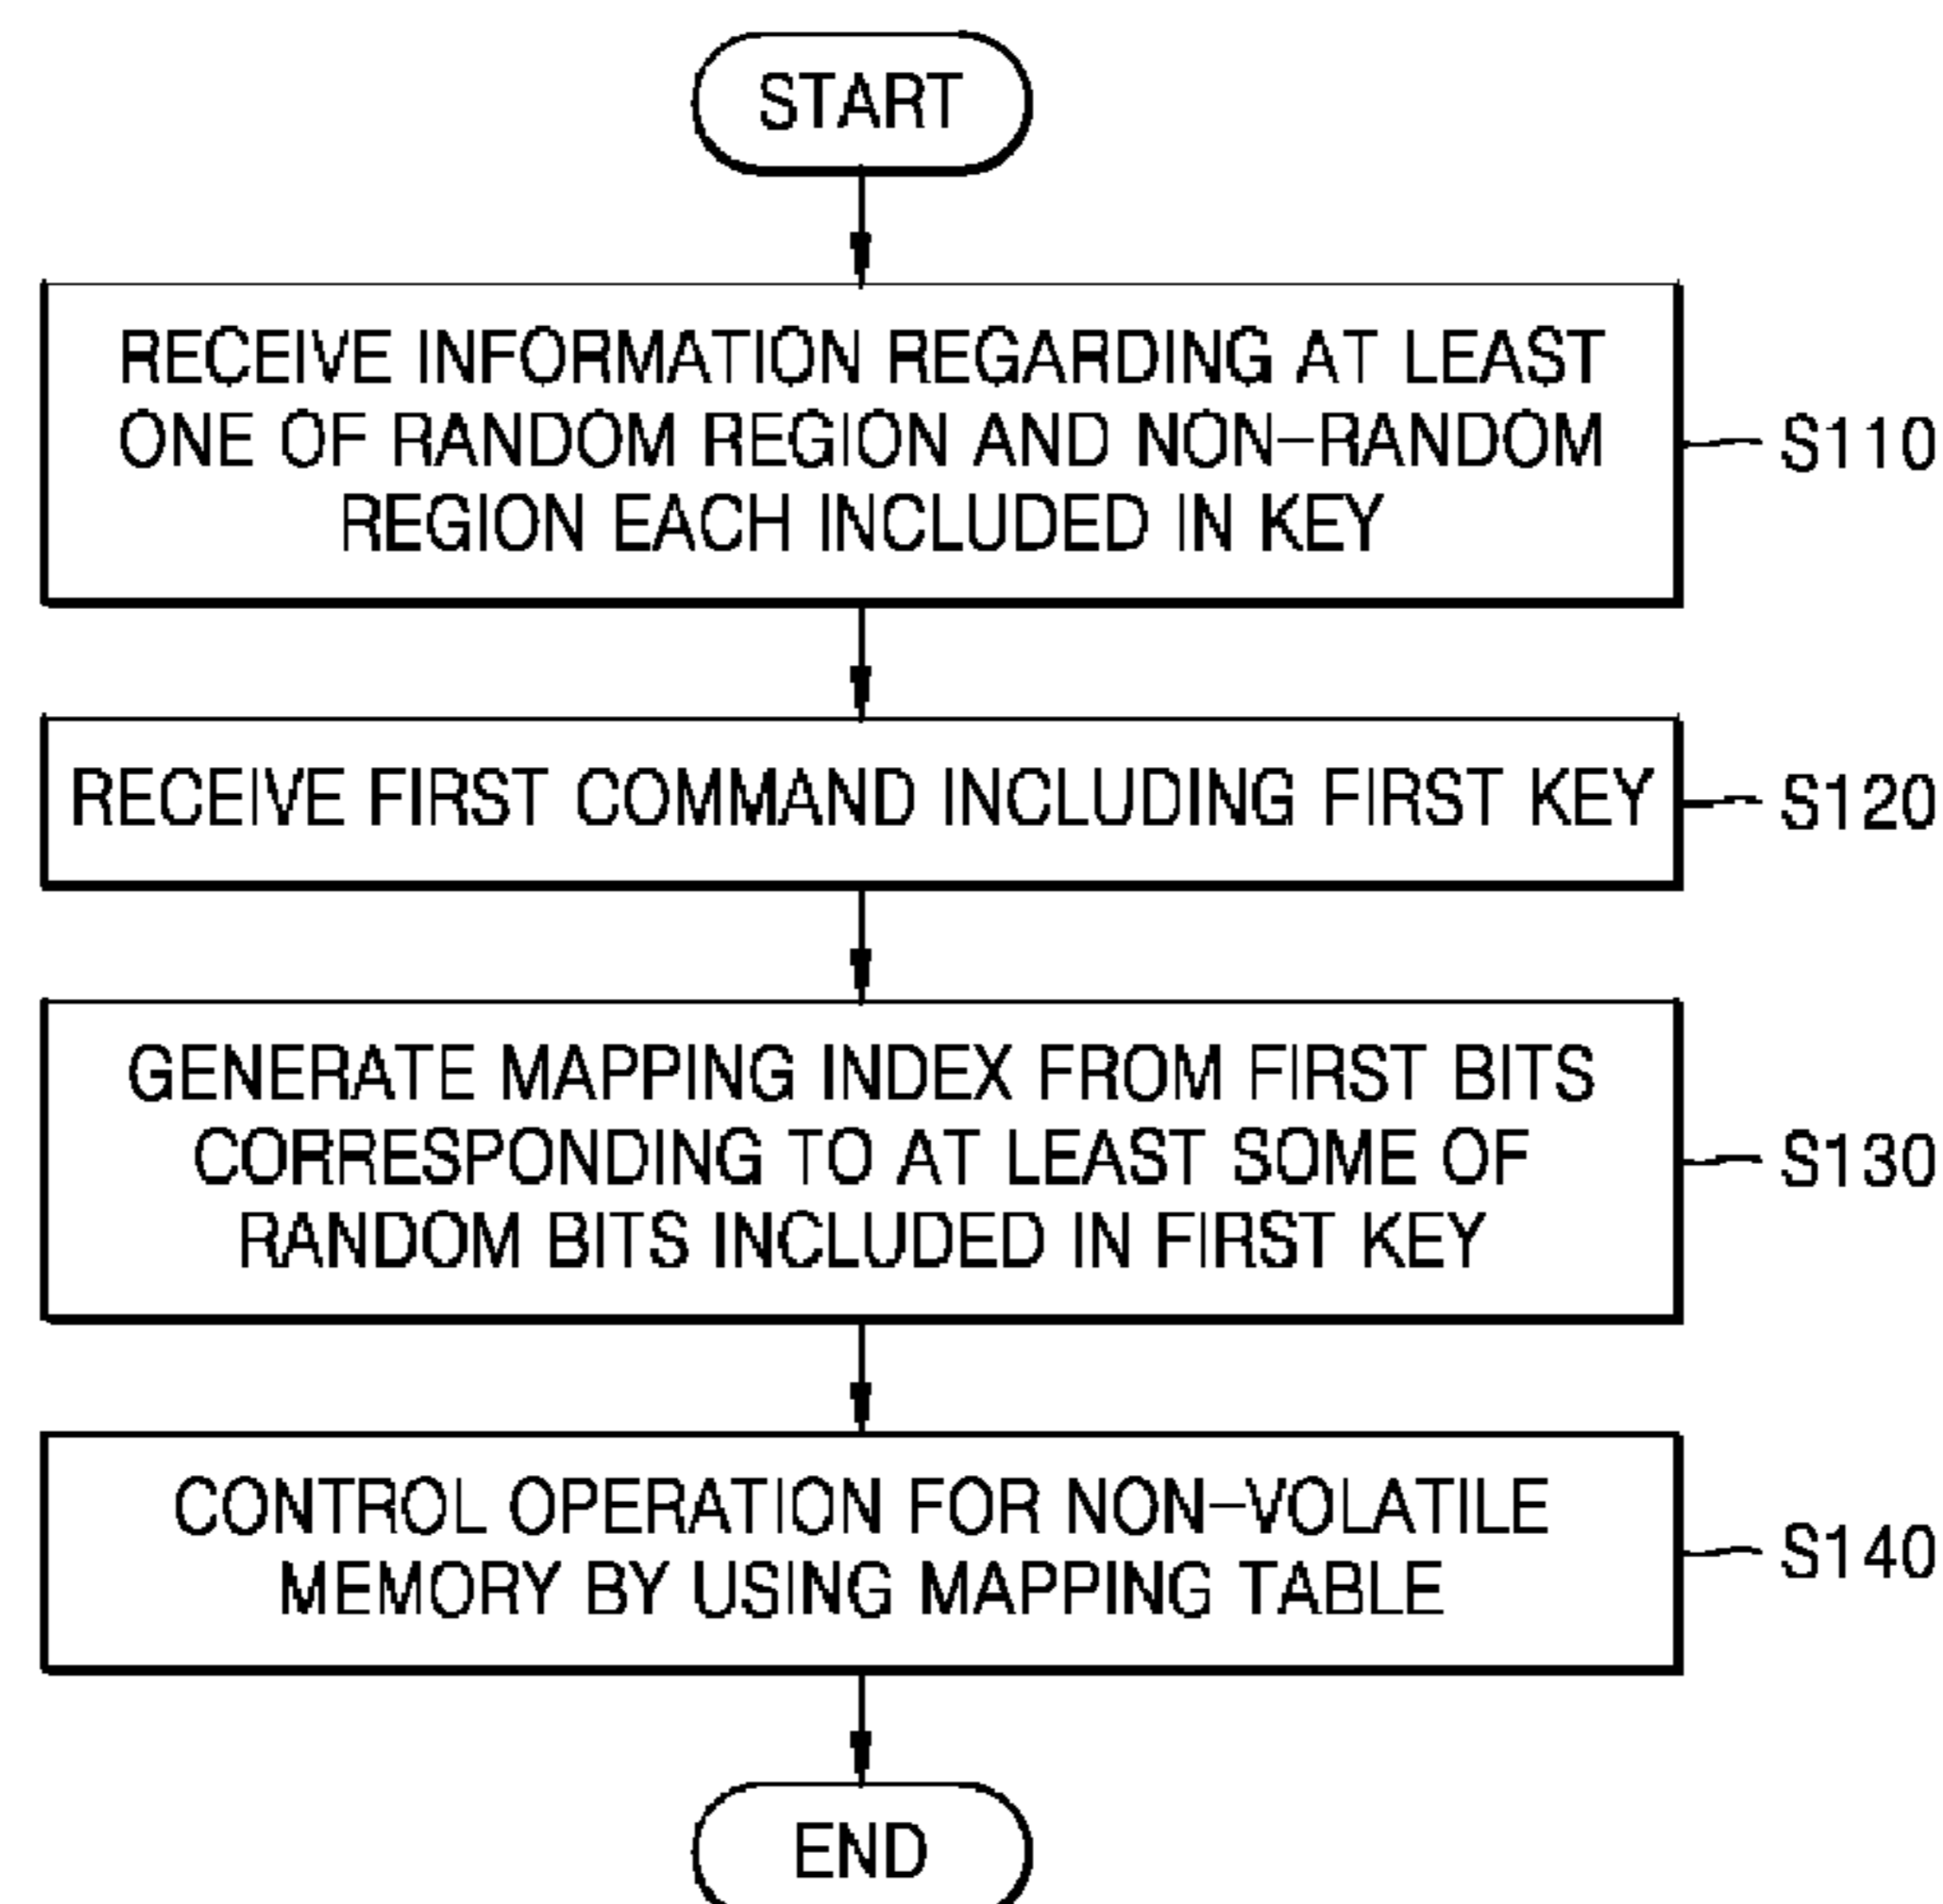 START
RECEIVE INFORMATION REGARDING AT LEAST
ONE OF RANDOM REGION AND NON-RANDOM
REGION EACH INCLUDED IN KEY
S110
RECEIVE FIRST COMMAND INCLUDING FIRST KEY
S120
GENERATE MAPPING INDEX FROM FIRST BITS
CORRESPONDING TO AT LEAST SOME OF
RANDOM BITS INCLUDED IN FIRST KEY
S130
CONTROL OPERATION FOR NON-VOLATILE
MEMORY BY USING MAPPING TABLE
S140
END